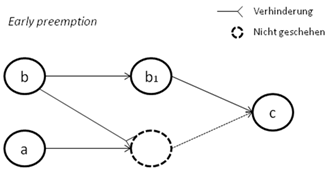 Early preemption
Verhinderung
Nicht geschehen
b
b₁
c
a